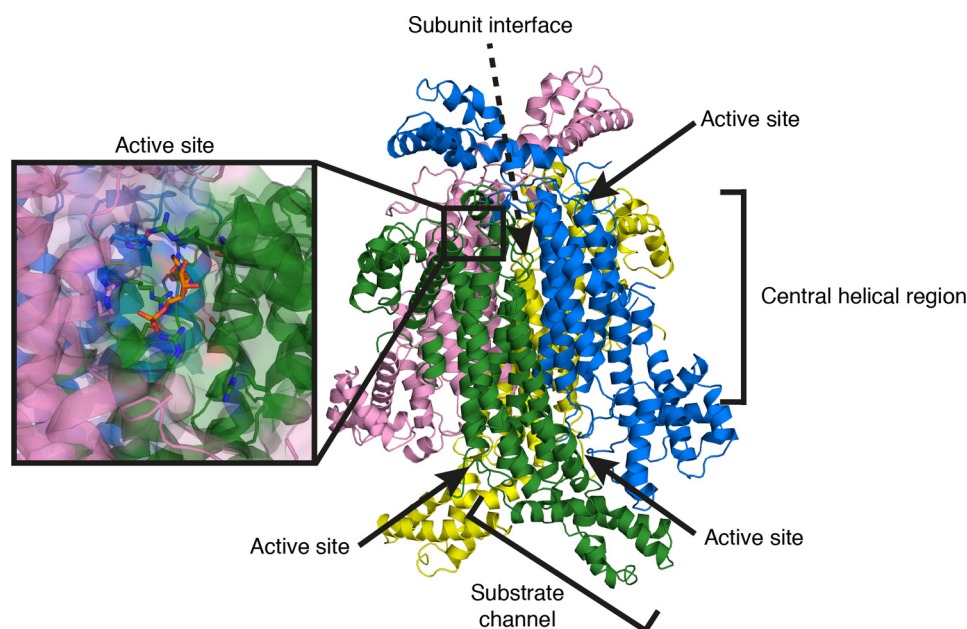 Subunit interface
Active site
Active site
Central helical region
Active site
Active site
Substrate
channel